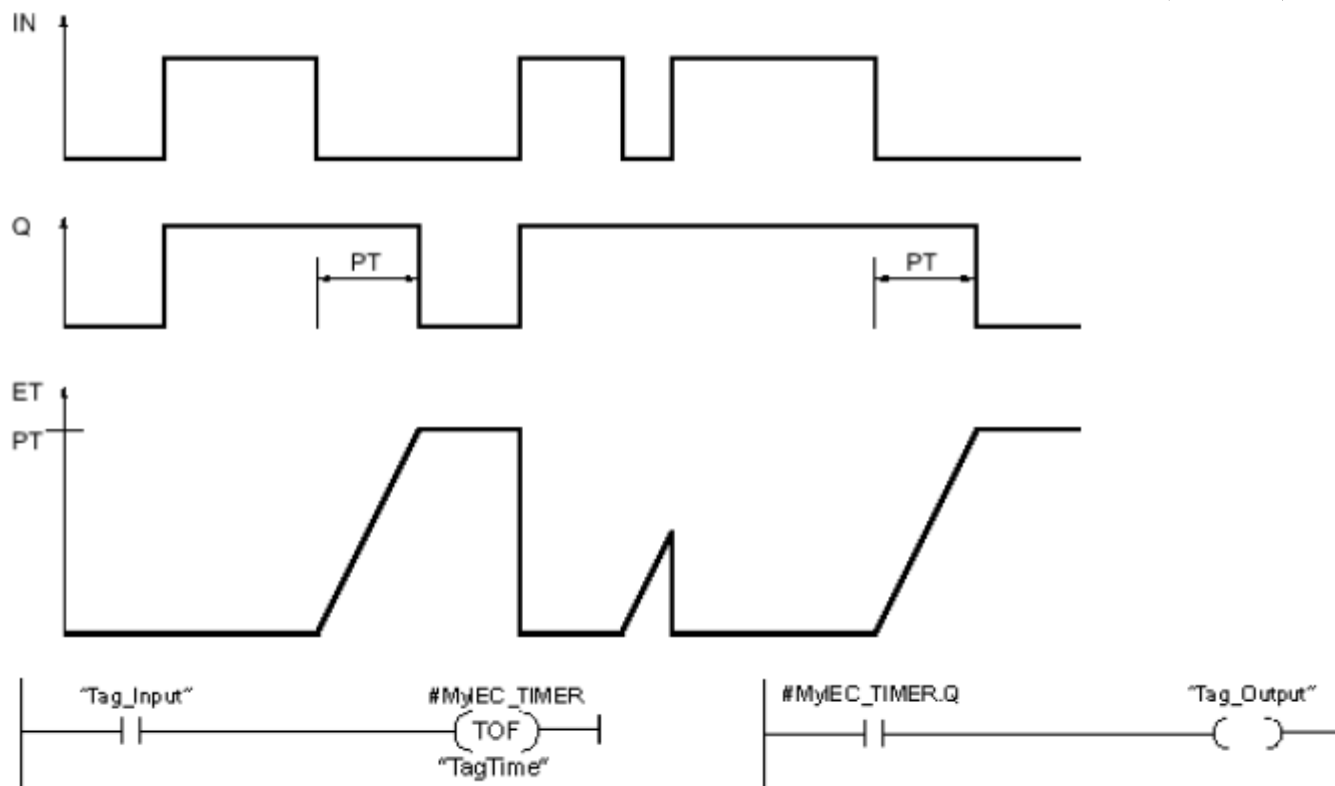 IN
Q
PT
PT
ET
PT
"Tag_Input"
#MyIEC_TIMER
TOF
"TagTime"
#MyIEC_TIMER.Q
"Tag_Output"